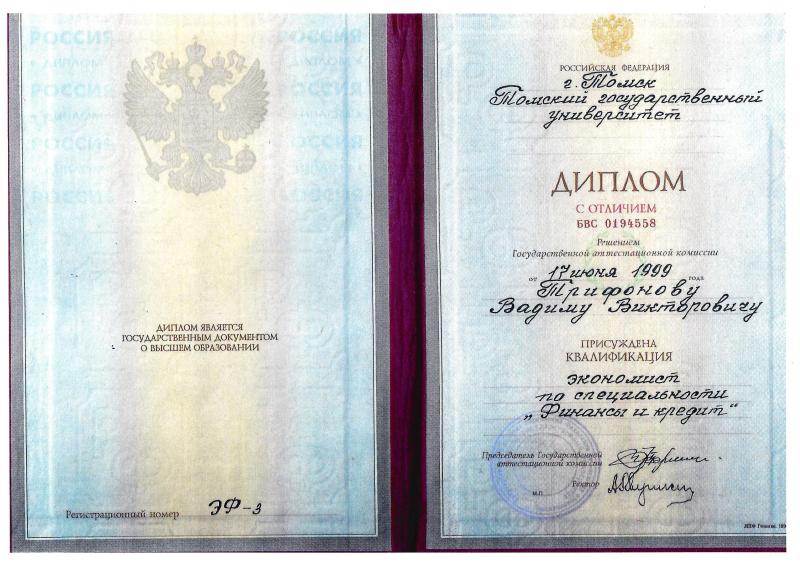 РОССИЯ
ДИПЛОМ
РОССИЯ
РОССИЯ
РОССИЯ
ДИПЛОМ ЯВЛЯЕТСЯ
ГОСУДАРСТВЕННЫМ ДОКУМЕНТОМ
О ВЫСШЕМ ОБРАЗОВАНИИ
Регистрационный номер ЭФ-3
РОССИЙСКАЯ ФЕДЕРАЦИЯ
г. Томск
Томский государственный
университет
ДИПЛОМ
С ОТЛИЧИЕМ
БВС 0194558
Решением
Государственной аттестационной комиссии
от 17 июня 1999 года
Трифонову
Вадиму Викторовичу
ПРИСУЖДЕНА
КВАЛИФИКАЦИЯ
экономист
по специальности
„Финансы и кредит“
Председатель Государственной
аттестационной комиссии
Ректор
М.П.